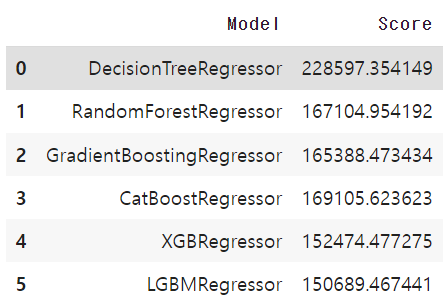 Model Score
0 DecisionTreeRegressor 228597.354149
1 RandomForestRegressor 167104.954192
2 GradientBoostingRegressor 165388.473434
3 CatBoostRegressor 169105.623623
4 XGBRegressor 152474.477275
5 LGBMRegressor 150689.467441